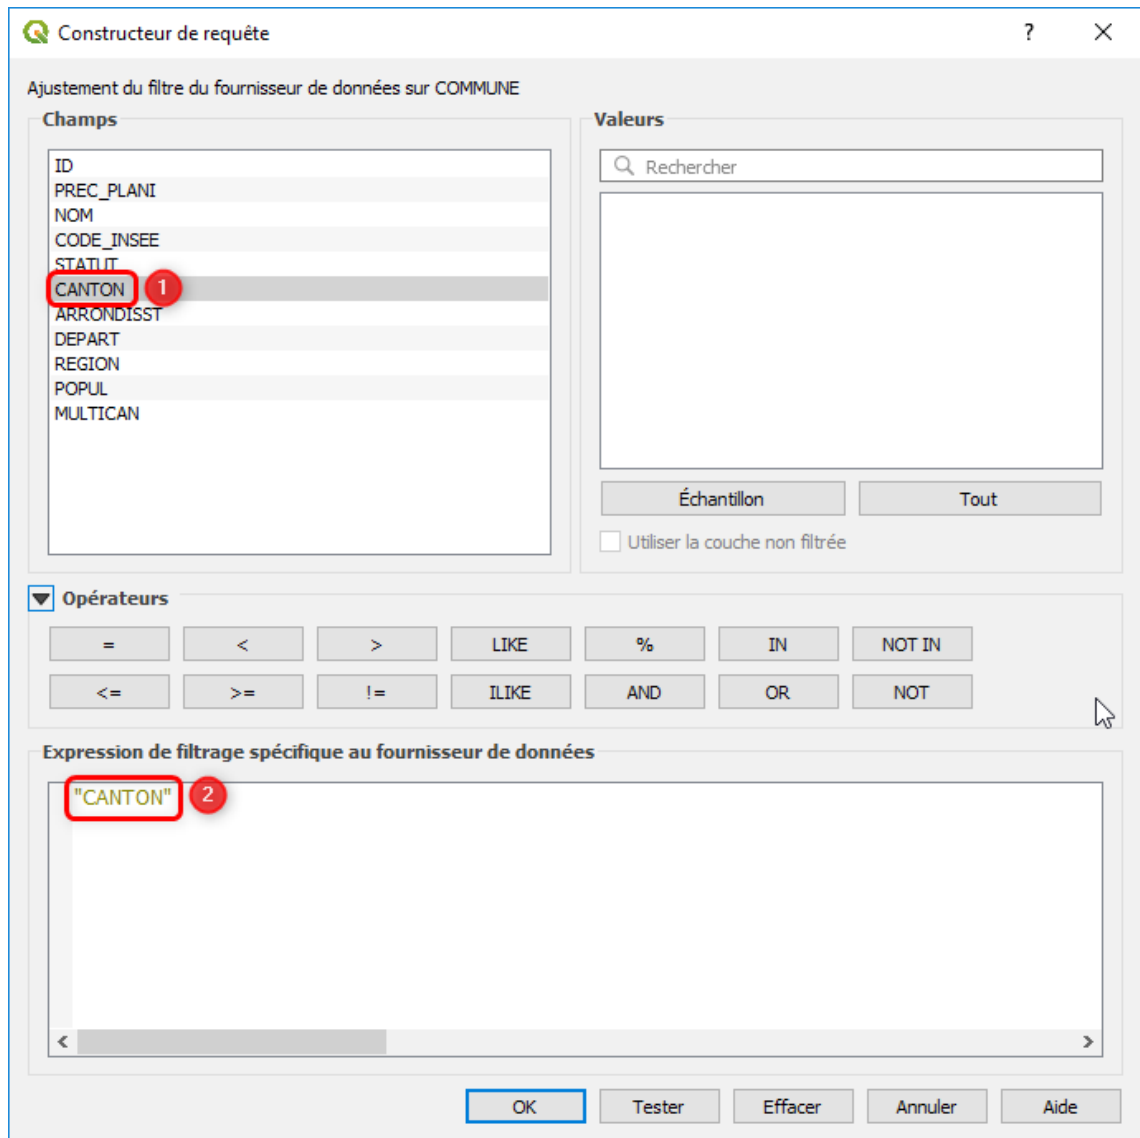 Constructeur de requête
?
Ajustement du filtre du fournisseur de données sur COMMUNE
Champs
ID
PREC_PLANI
NOM
CODE_INSEE
STATUT
CANTON 1
ARRONDISST
DEPART
REGION
POPUL
MULTICAN
Valeurs
Rechercher
Échantillon Tout
Utiliser la couche non filtrée
Opérateurs
= < > LIKE % IN NOT IN
<= >= != ILIKE AND OR NOT
Expression de filtrage spécifique au fournisseur de données
"CANTON" 2
OK Tester Effacer Annuler Aide